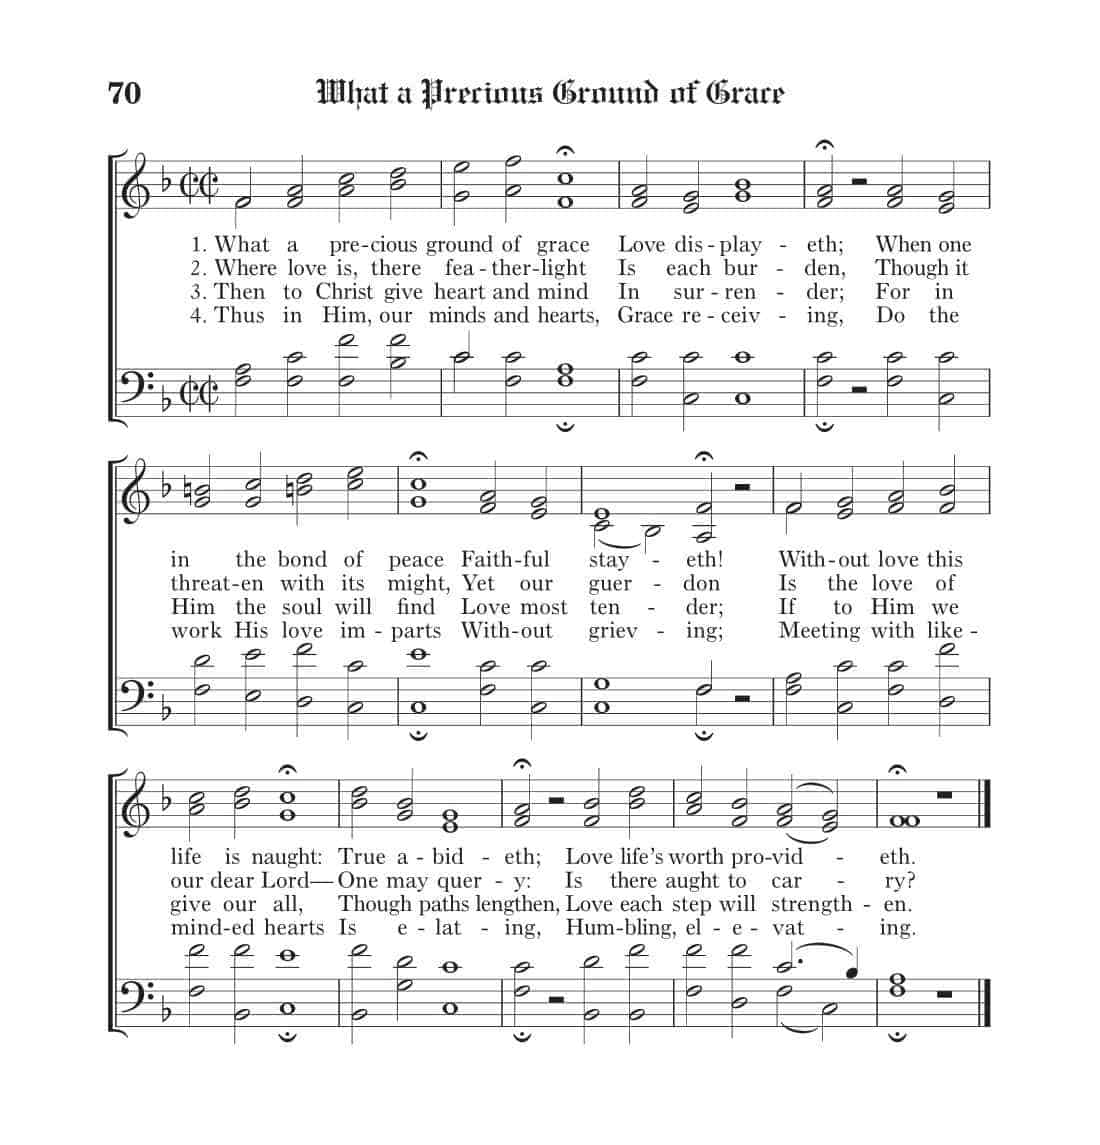 70 What a Precious Ground of Grace
1. What a pre-cious ground of grace Love dis-play - eth; When one
2. Where love is, there fea-ther-light Is each bur - den, Though it
3. Then to Christ give heart and mind In sur-ren - der; For in
4. Thus in Him, our minds and hearts, Grace re-ceiv - ing, Do the
in the bond of peace Faith-ful stay - eth! With-out love this
threat-en with its might, Yet our guer - don Is the love of
Him the soul will find Love most ten - der; If to Him we
work His love im-parts With-out griev - ing; Meeting with like-
life is naught: True a-bid - eth; Love life's worth pro-vid - eth.
our dear Lord—One may quer - y: Is there aught to car - ry?
give our all, Though paths lengthen, Love each step will strength - en.
mind-ed hearts Is e-lat - ing, Hum-bling, el-e-vat - ing.